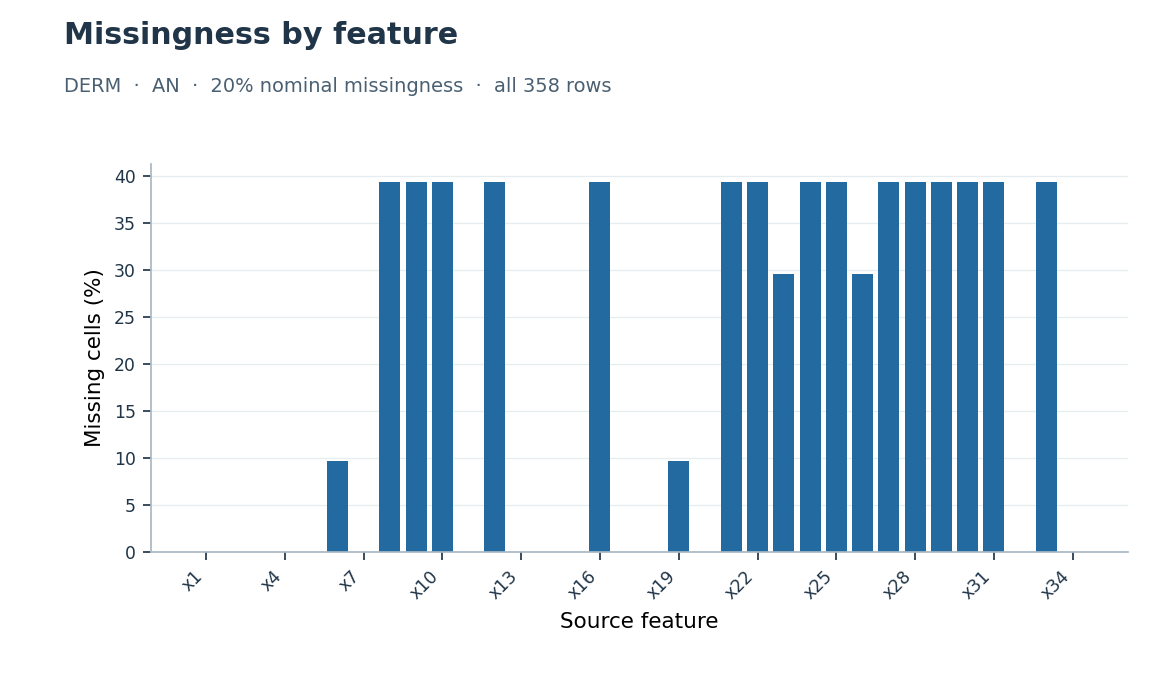 Missingness by feature
DERM · AN · 20% nominal missingness · all 358 rows
Missing cells (%)
40
35
30
25
20
15
10
5
0
x1 x4 x7 x10 x13 x16 x19 x22 x25 x28 x31 x34
Source feature